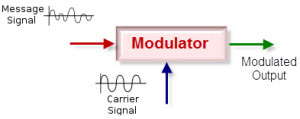 Message
Signal
Modulator
Modulated
Output
Carrier
Signal